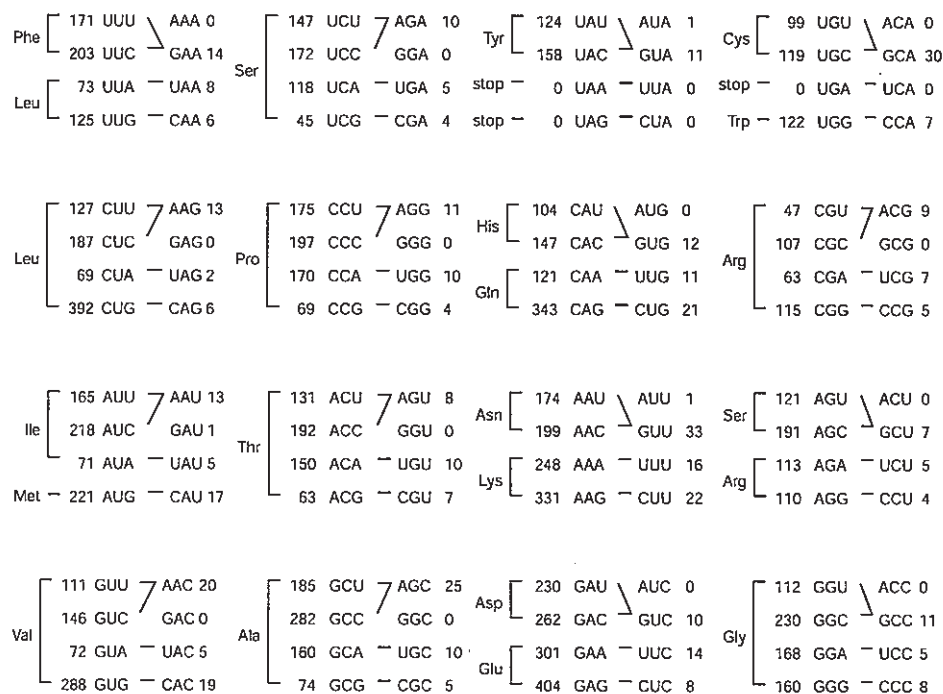 Phe 171 UUU AAA 0
203 UUC GAA 14
Leu 73 UUA UAA 8
125 UUG CAA 6
Ser 147 UCU AGA 10
172 UCC GGA 0
118 UCA UGA 5
45 UCG CGA 4
Tyr 124 UAU AUA 1
158 UAC GUA 11
stop 0 UAA UUA 0
stop 0 UAG CUA 0
Cys 99 UGU ACA 0
119 UGC GCA 30
stop 0 UGA UCA 0
Trp 122 UGG CCA 7
Leu 127 CUU AAG 13
187 CUC GAG 0
69 CUA UAG 2
392 CUG CAG 6
Pro 175 CCU AGG 11
197 CCC GGG 0
170 CCA UGG 10
69 CCG CGG 4
His 104 CAU AUG 0
147 CAC GUG 12
Gln 121 CAA UUG 11
343 CAG CUG 21
Arg 47 CGU ACG 9
107 CGC GCG 0
63 CGA UCG 7
115 CGG CCG 5
Ile 165 AUU AAU 13
218 AUC GAU 1
71 AUA UAU 5
Met 221 AUG CAU 17
Thr 131 ACU AGU 8
192 ACC GGU 0
150 ACA UGU 10
63 ACG CGU 7
Asn 174 AAU AUU 1
199 AAC GUU 33
Lys 248 AAA UUU 16
331 AAG CUU 22
Ser 121 AGU ACU 0
191 AGC GCU 7
Arg 113 AGA UCU 5
110 AGG CCU 4
Val 111 GUU AAC 20
146 GUC GAC 0
72 GUA UAC 5
288 GUG CAC 19
Ala 185 GCU AGC 25
282 GCC GGC 0
160 GCA UGC 10
74 GCG CGC 5
Asp 230 GAU AUC 0
262 GAC GUC 10
Glu 301 GAA UUC 14
404 GAG CUC 8
Gly 112 GGU ACC 0
230 GGC GCC 11
168 GGA UCC 5
160 GGG CCC 8